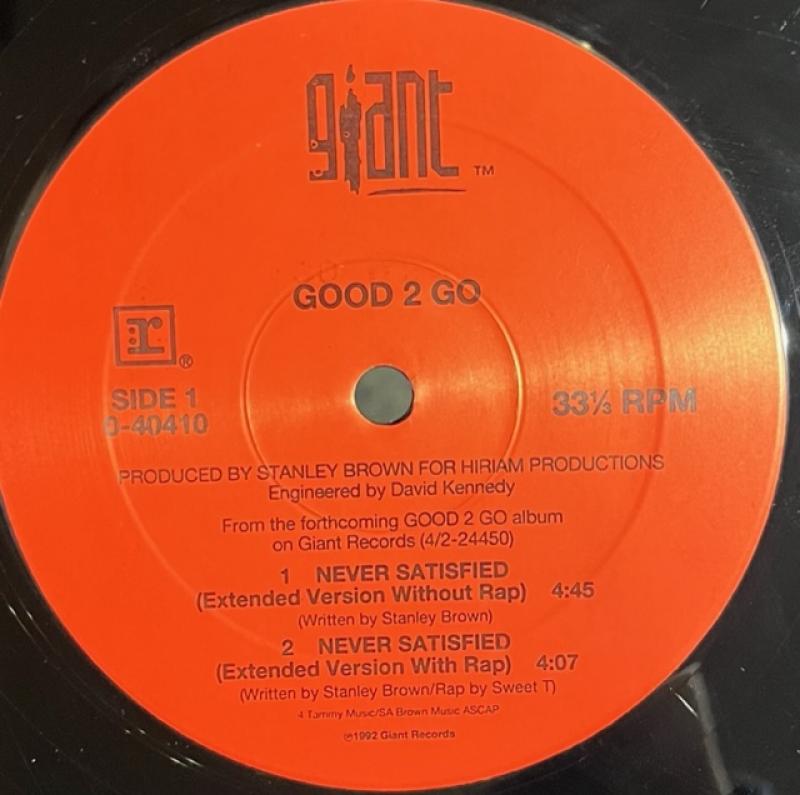 giant ™
GOOD 2 GO
r ®
SIDE 1
0-40410
33⅓ RPM
PRODUCED BY STANLEY BROWN FOR HIRIAM PRODUCTIONS
Engineered by David Kennedy
From the forthcoming GOOD 2 GO album
on Giant Records (4/2-24450)
1 NEVER SATISFIED
(Extended Version Without Rap) 4:45
(Written by Stanley Brown)
2 NEVER SATISFIED
(Extended Version With Rap) 4:07
(Written by Stanley Brown/Rap by Sweet T)
4 Tammy Music/SA Brown Music ASCAP
℗1992 Giant Records